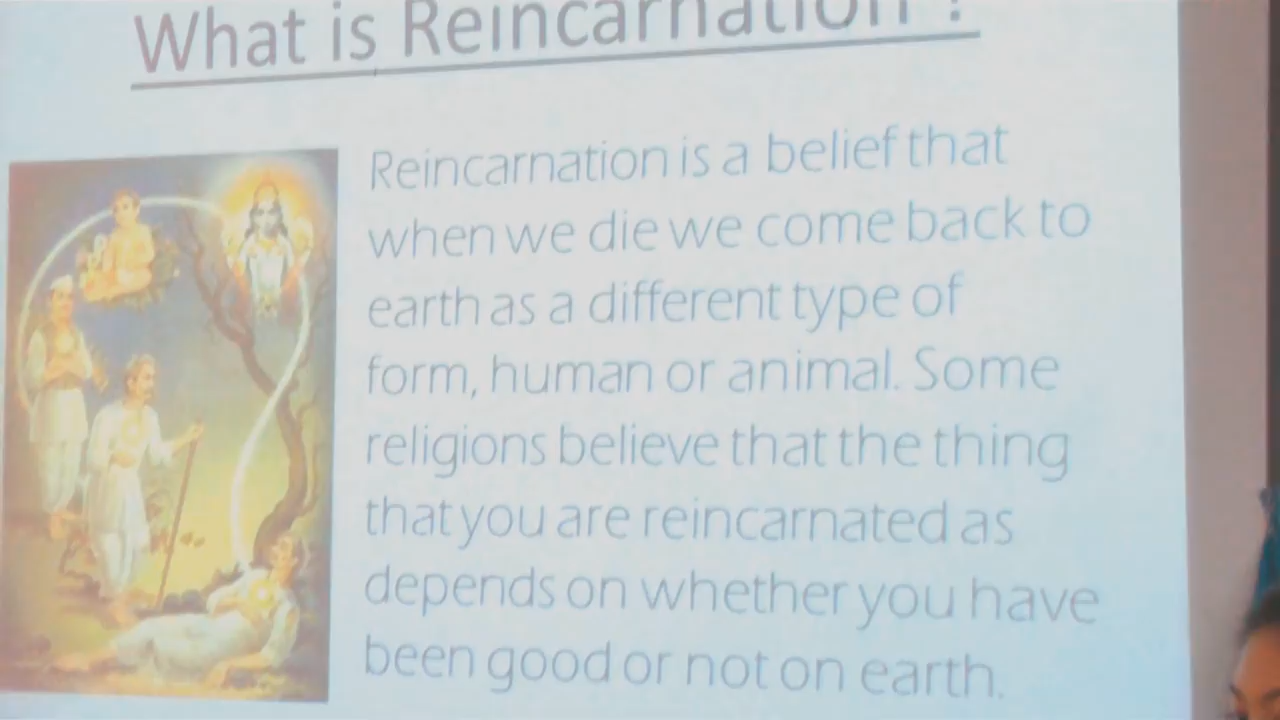 What is Reincarnation ?
Reincarnation is a belief that
when we die we come back to
earth as a different type of
form, human or animal. Some
religions believe that the thing
that you are reincarnated as
depends on whether you have
been good or not on earth.